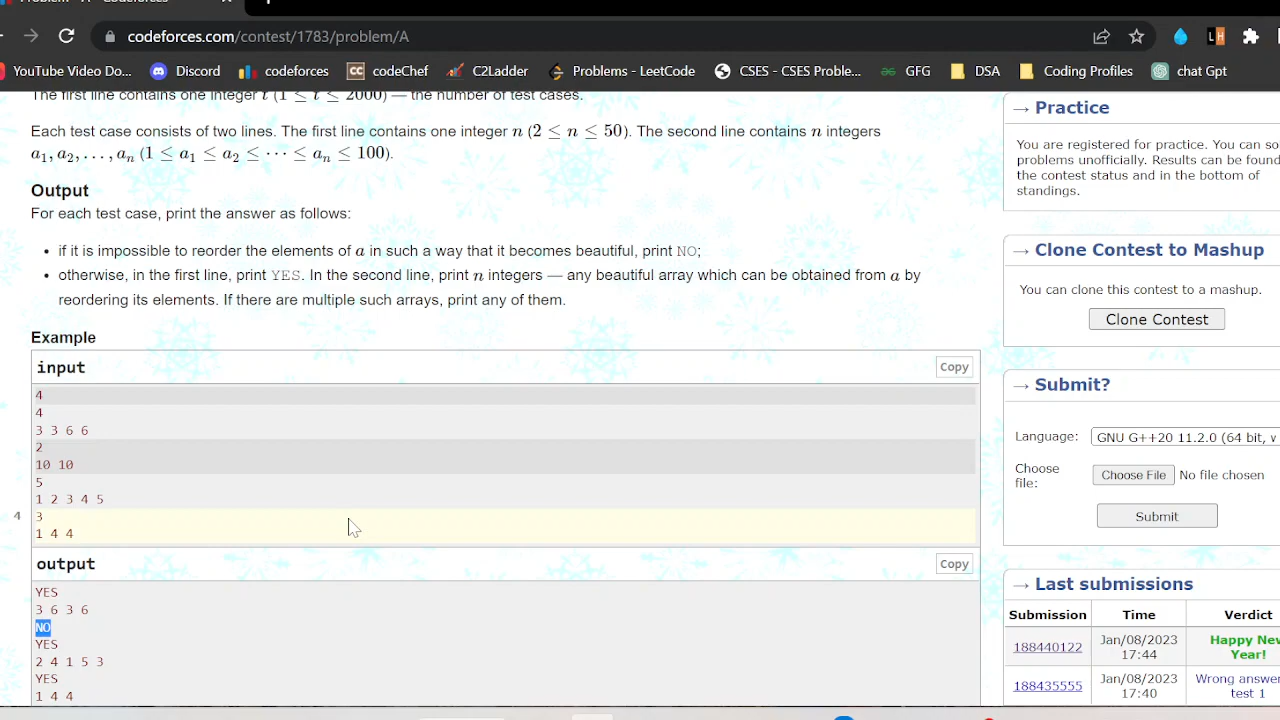 codeforces.com/contest/1783/problem/A
YouTube Video Do... Discord codeforces codeChef C2Ladder Problems - LeetCode CSES - CSES Proble... GFG DSA Coding Profiles chat Gpt
The first line contains one integer t (1 ≤ t ≤ 2000) — the number of test cases.
Each test case consists of two lines. The first line contains one integer n (2 ≤ n ≤ 50). The second line contains n integers
a₁, a₂, . . . , aₙ (1 ≤ a₁ ≤ a₂ ≤ ⋯ ≤ aₙ ≤ 100).
Output
For each test case, print the answer as follows:
• if it is impossible to reorder the elements of a in such a way that it becomes beautiful, print NO;
• otherwise, in the first line, print YES. In the second line, print n integers — any beautiful array which can be obtained from a by
reordering its elements. If there are multiple such arrays, print any of them.
Example
input Copy
4
4
3 3 6 6
2
10 10
5
1 2 3 4 5
4 3
1 4 4
output Copy
YES
3 6 3 6
NO
YES
2 4 1 5 3
YES
1 4 4
→ Practice
You are registered for practice. You can so
problems unofficially. Results can be found
the contest status and in the bottom of
standings.
→ Clone Contest to Mashup
You can clone this contest to a mashup.
Clone Contest
→ Submit?
Language: GNU G++20 11.2.0 (64 bit, w
Choose
file: Choose File No file chosen
Submit
→ Last submissions
Submission Time Verdict
188440122 Jan/08/2023
17:44 Happy New
Year!
188435555 Jan/08/2023
17:40 Wrong answer
test 1